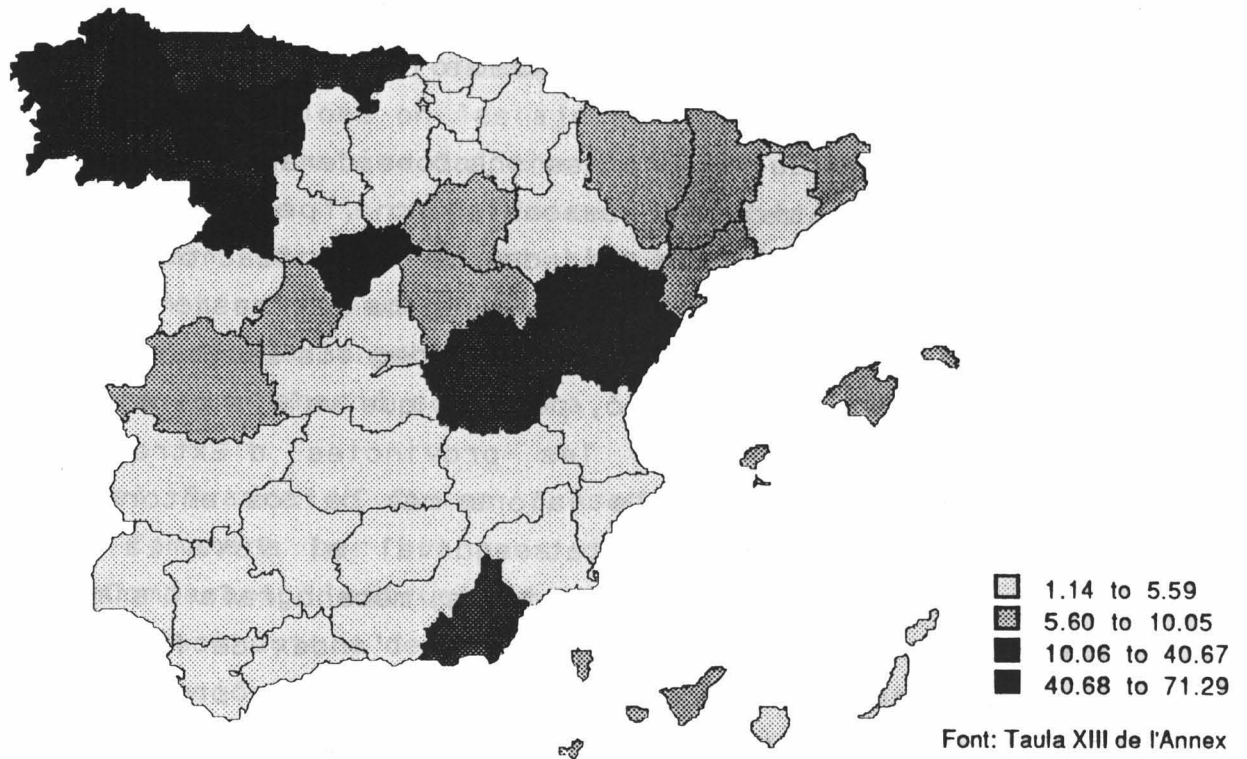 1.14 to 5.59
5.60 to 10.05
10.06 to 40.67
40.68 to 71.29
Font: Taula XIII de l'Annex